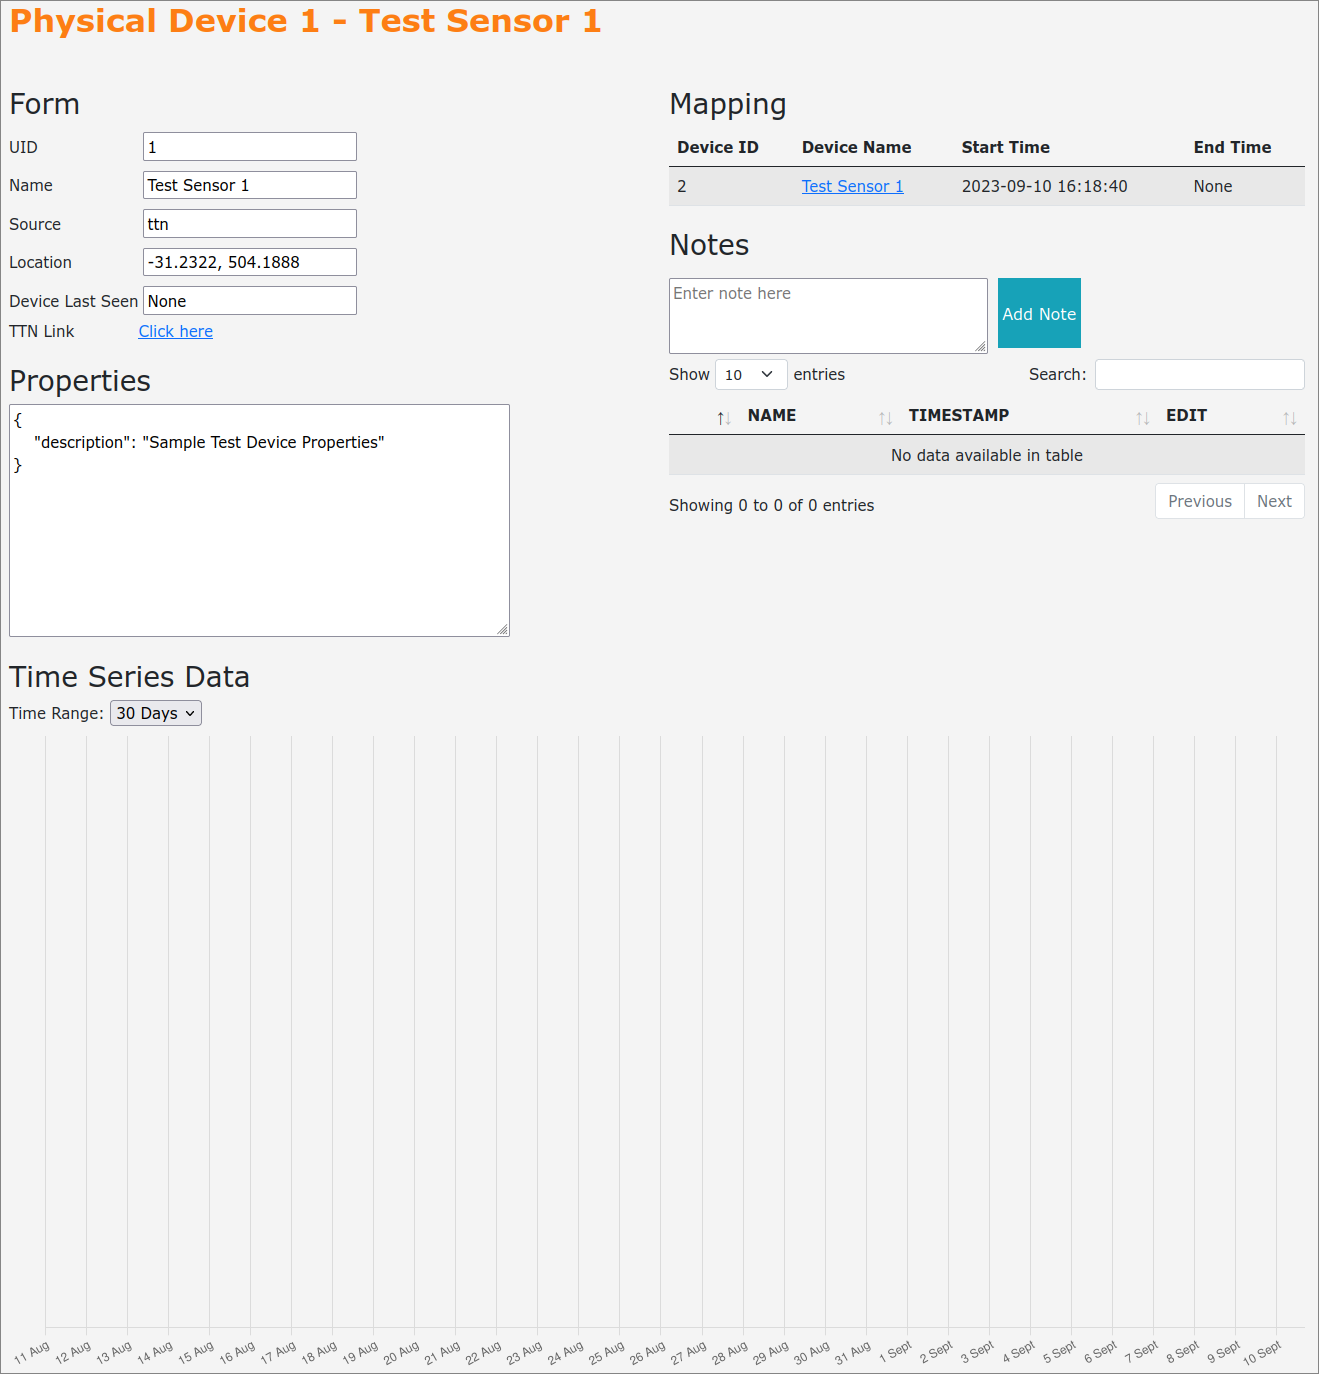 Physical Device 1 - Test Sensor 1
Form
UID 1
Name Test Sensor 1
Source ttn
Location -31.2322, 504.1888
Device Last Seen None
TTN Link Click here
Properties
{
"description": "Sample Test Device Properties"
}
Mapping
Device ID Device Name Start Time End Time
2 Test Sensor 1 2023-09-10 16:18:40 None
Notes
Enter note here
Add Note
Show 10 entries Search:
NAME TIMESTAMP EDIT
No data available in table
Showing 0 to 0 of 0 entries Previous Next
Time Series Data
Time Range: 30 Days
11 Aug 12 Aug 13 Aug 14 Aug 15 Aug 16 Aug 17 Aug 18 Aug 19 Aug 20 Aug 21 Aug 22 Aug 23 Aug 24 Aug 25 Aug 26 Aug 27 Aug 28 Aug 29 Aug 30 Aug 31 Aug 1 Sept 2 Sept 3 Sept 4 Sept 5 Sept 6 Sept 7 Sept 8 Sept 9 Sept 10 Sept